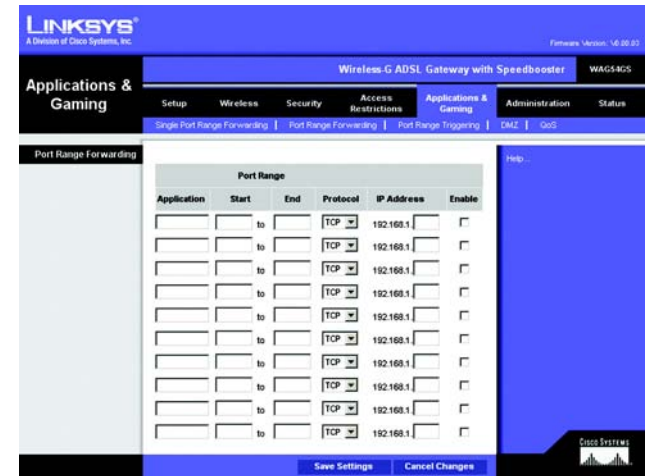 LINKSYS®
A Division of Cisco Systems, Inc.
Firmware Version: V0.00.03
Applications & Gaming
Wireless-G ADSL Gateway with Speedbooster WAG54GS
Setup Wireless Security Access Restrictions Applications & Gaming Administration Status
Single Port Range Forwarding | Port Range Forwarding | Port Range Triggering | DMZ | QoS
Port Range Forwarding
Help...
Port Range
Application Start End Protocol IP Address Enable
to TCP 192.168.1.
to TCP 192.168.1.
to TCP 192.168.1.
to TCP 192.168.1.
to TCP 192.168.1.
to TCP 192.168.1.
to TCP 192.168.1.
to TCP 192.168.1.
to TCP 192.168.1.
to TCP 192.168.1.
Save Settings Cancel Changes
CISCO SYSTEMS